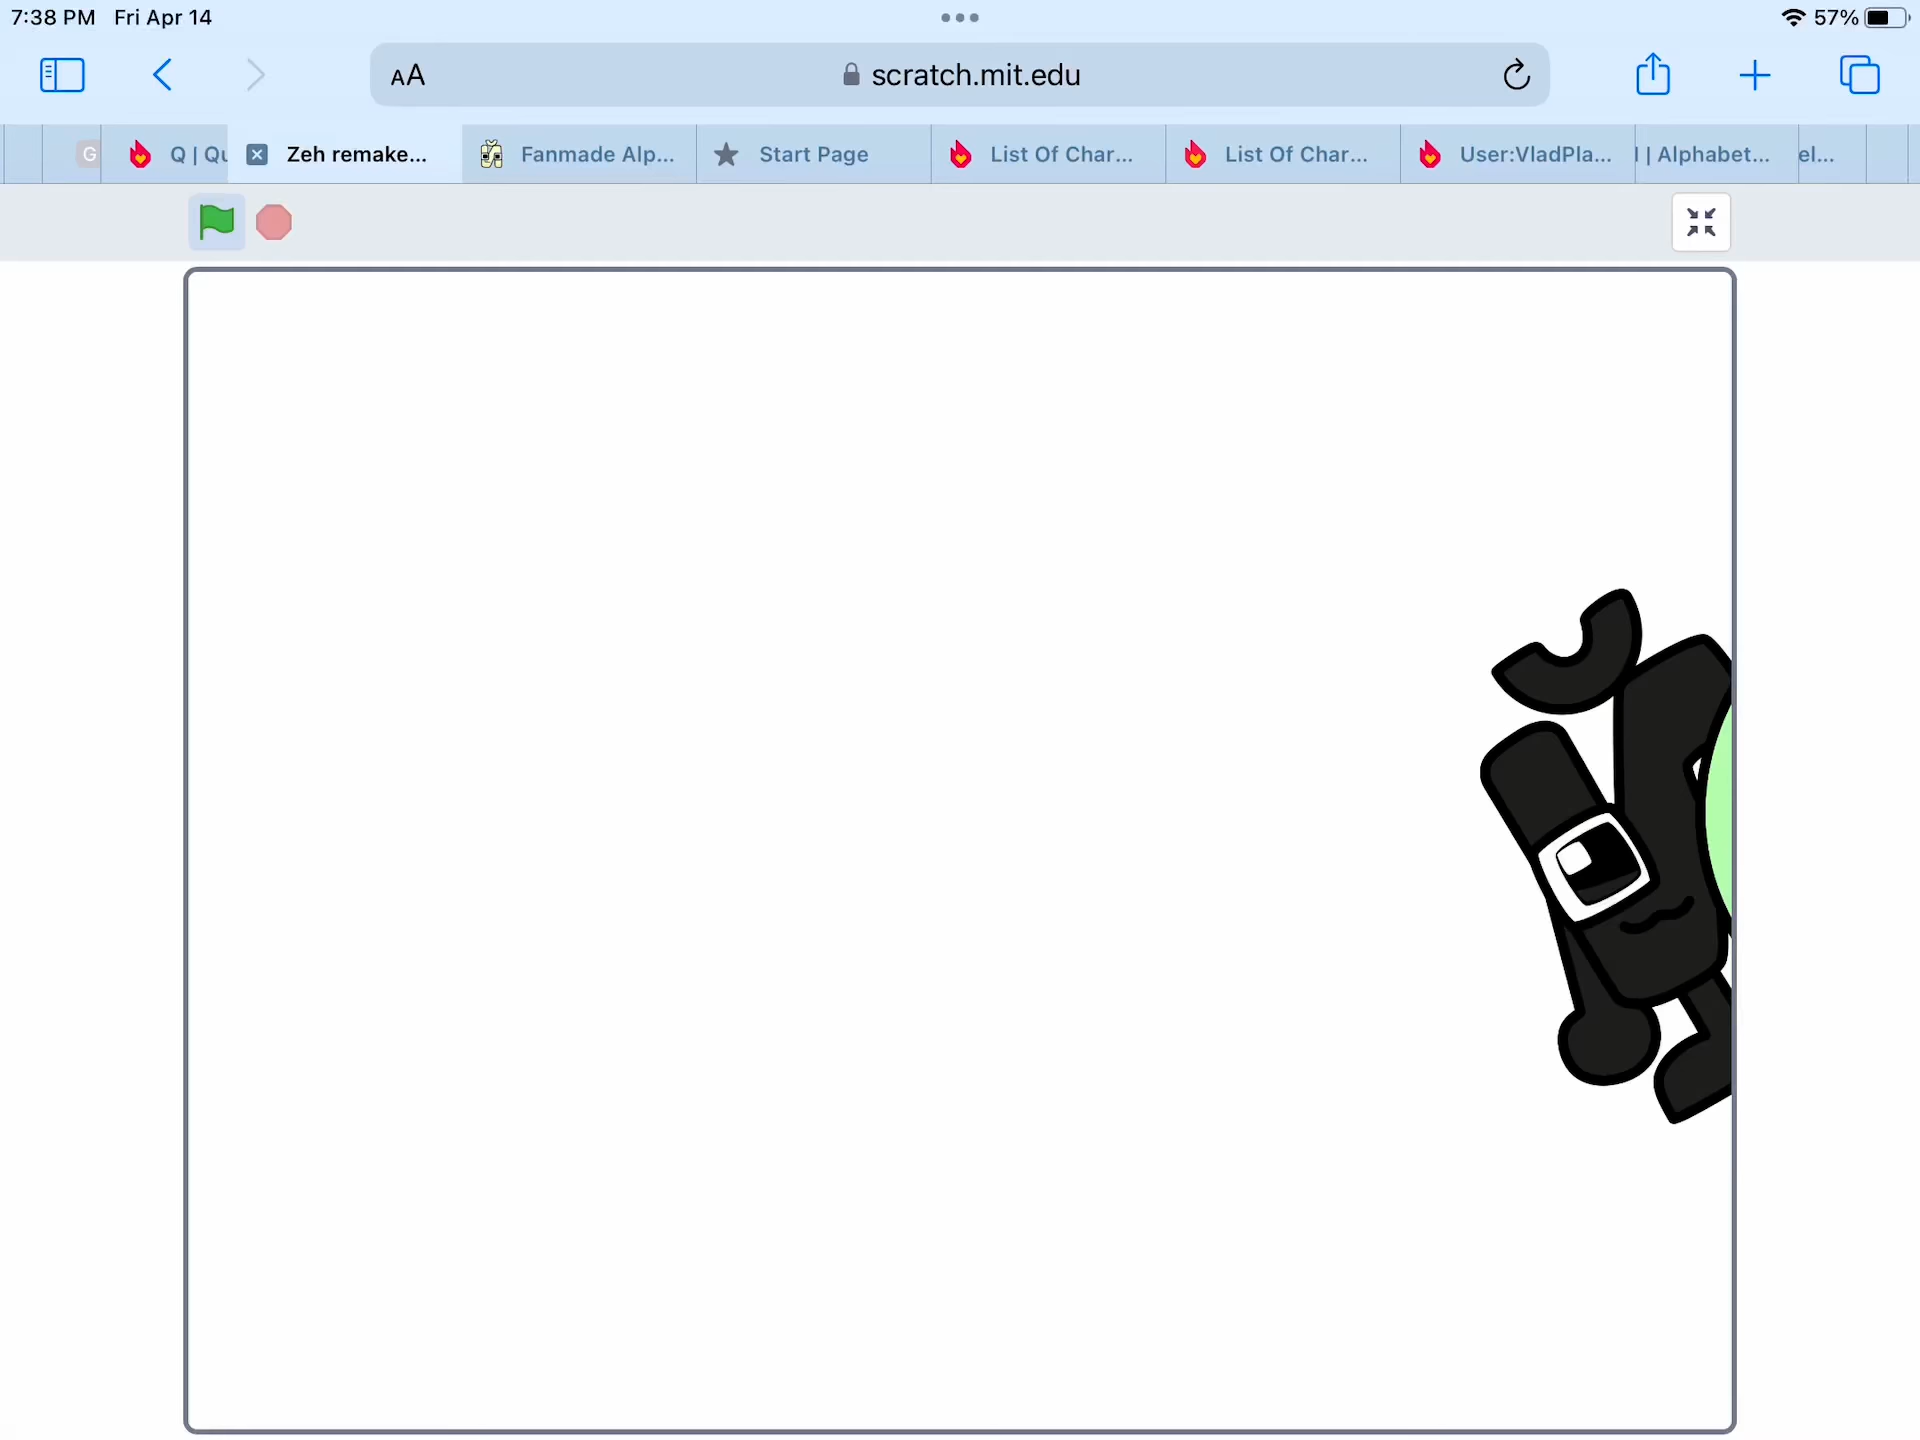 7:38 PM Fri Apr 14
57%
AA
scratch.mit.edu
G
Q | Qu
Zeh remake...
Fanmade Alp...
Start Page
List Of Char...
List Of Char...
User:VladPla...
| Alphabet...
el...